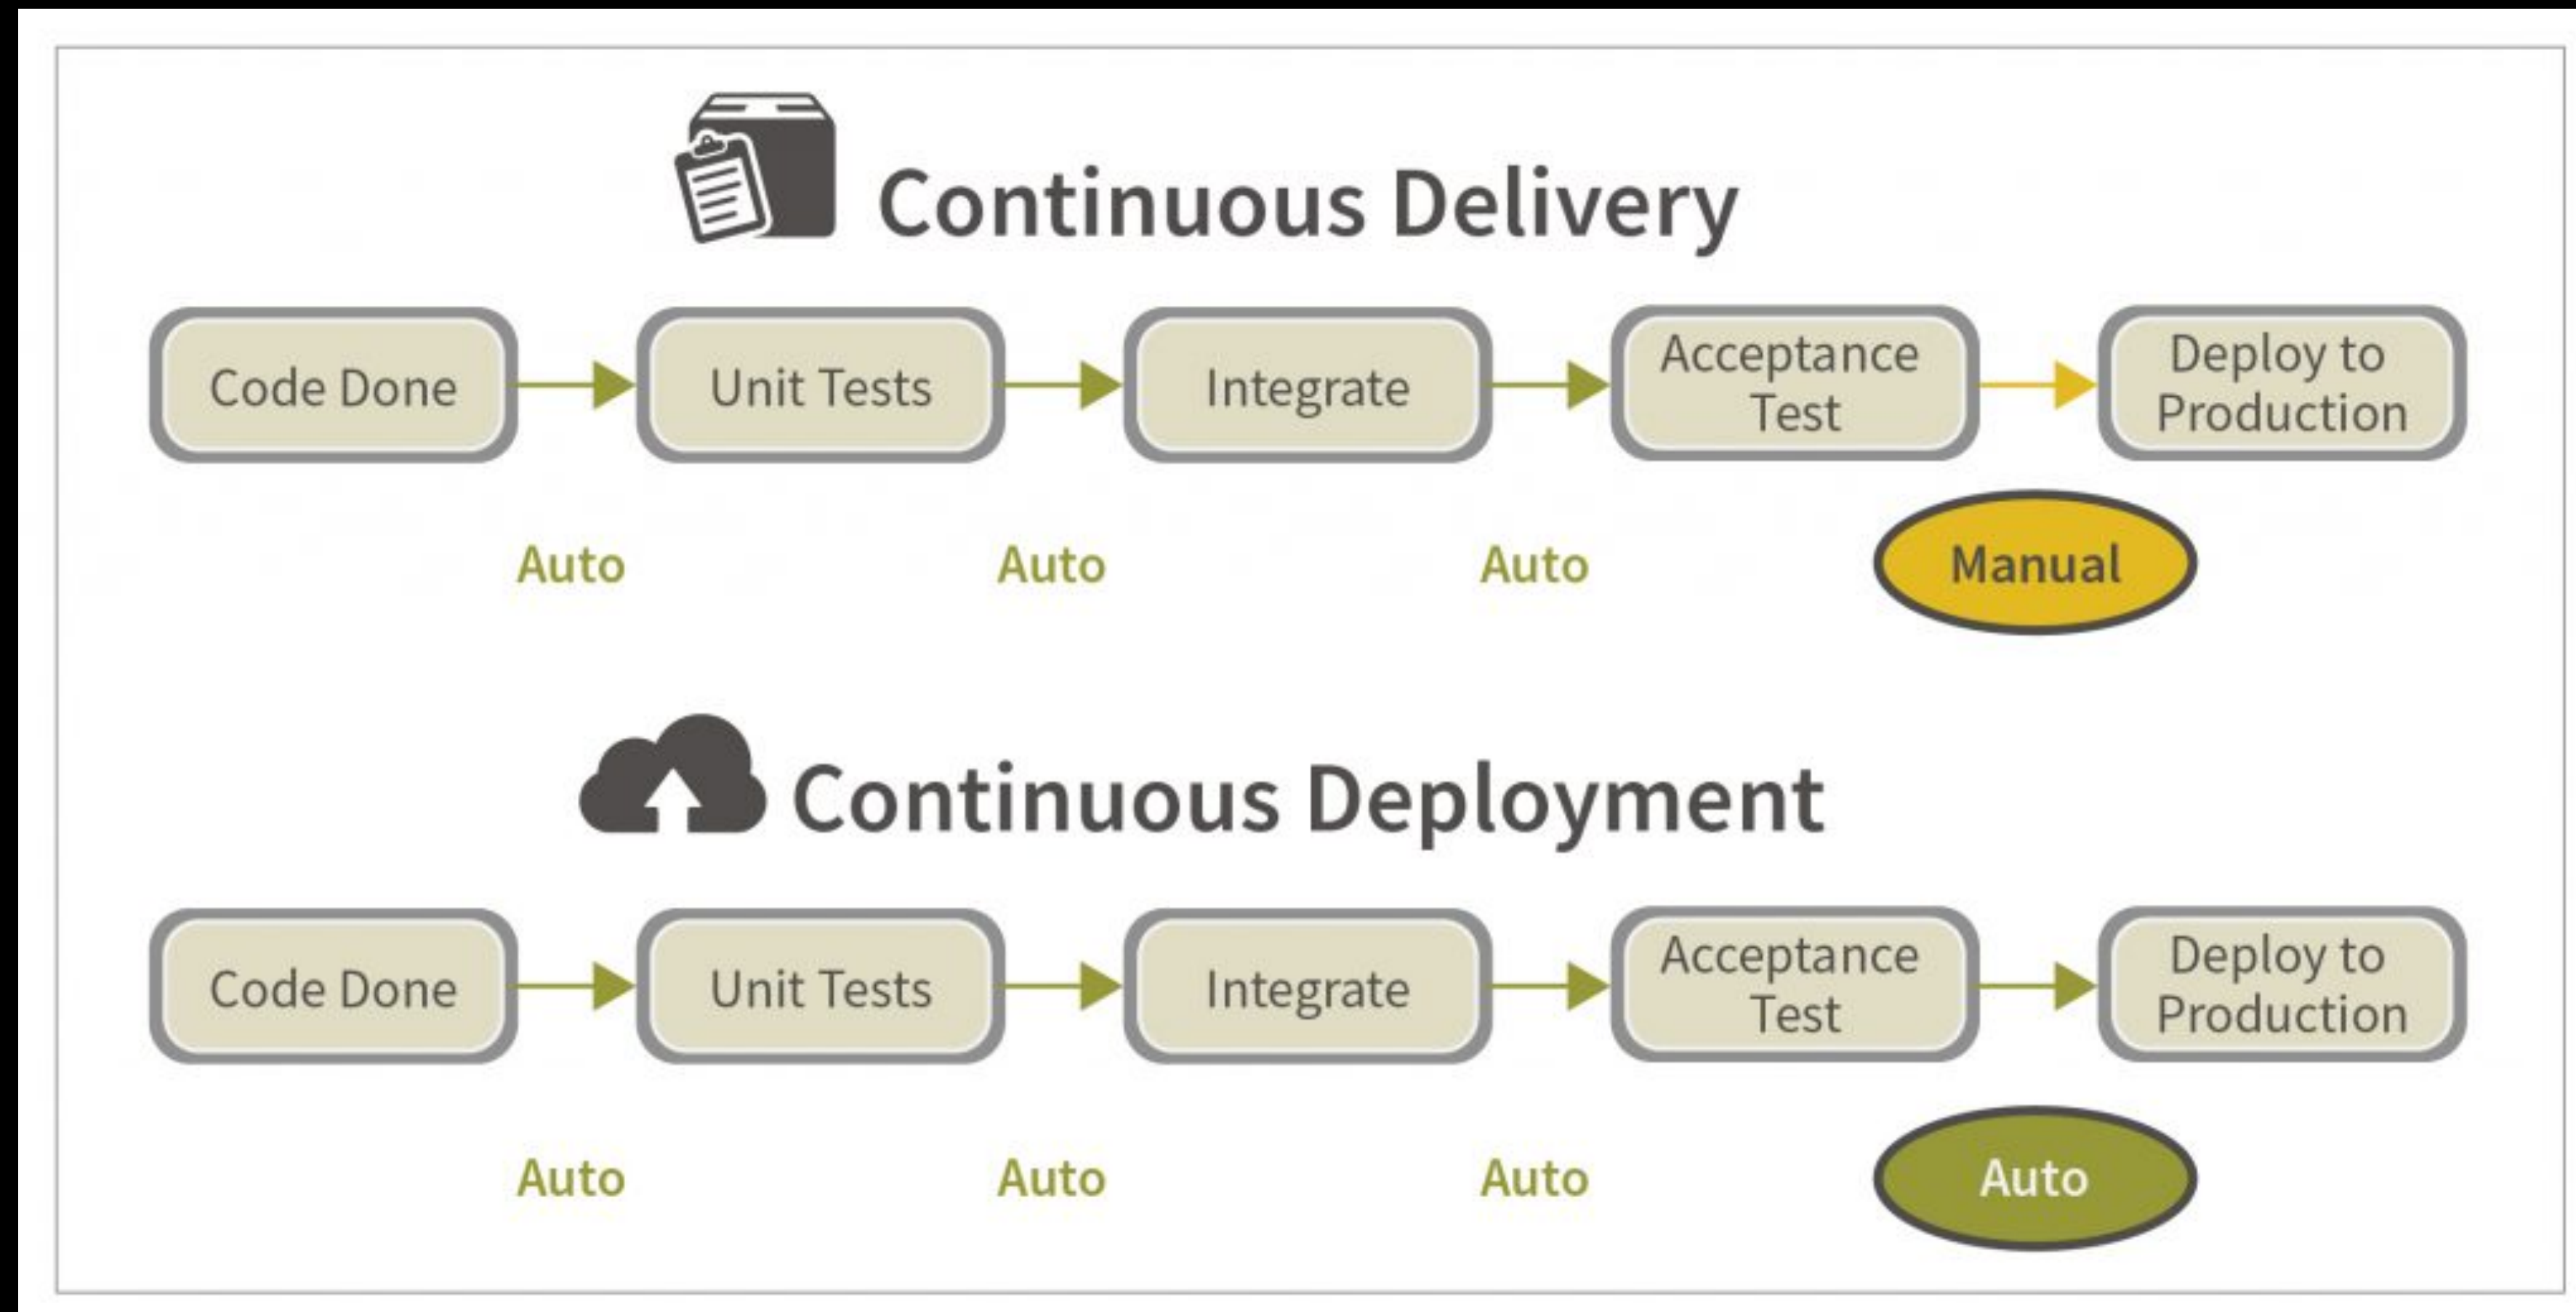 Continuous Delivery
Code Done
Unit Tests
Integrate
Acceptance
Test
Deploy to
Production
Auto
Auto
Auto
Manual
Continuous Deployment
Code Done
Unit Tests
Integrate
Acceptance
Test
Deploy to
Production
Auto
Auto
Auto
Auto